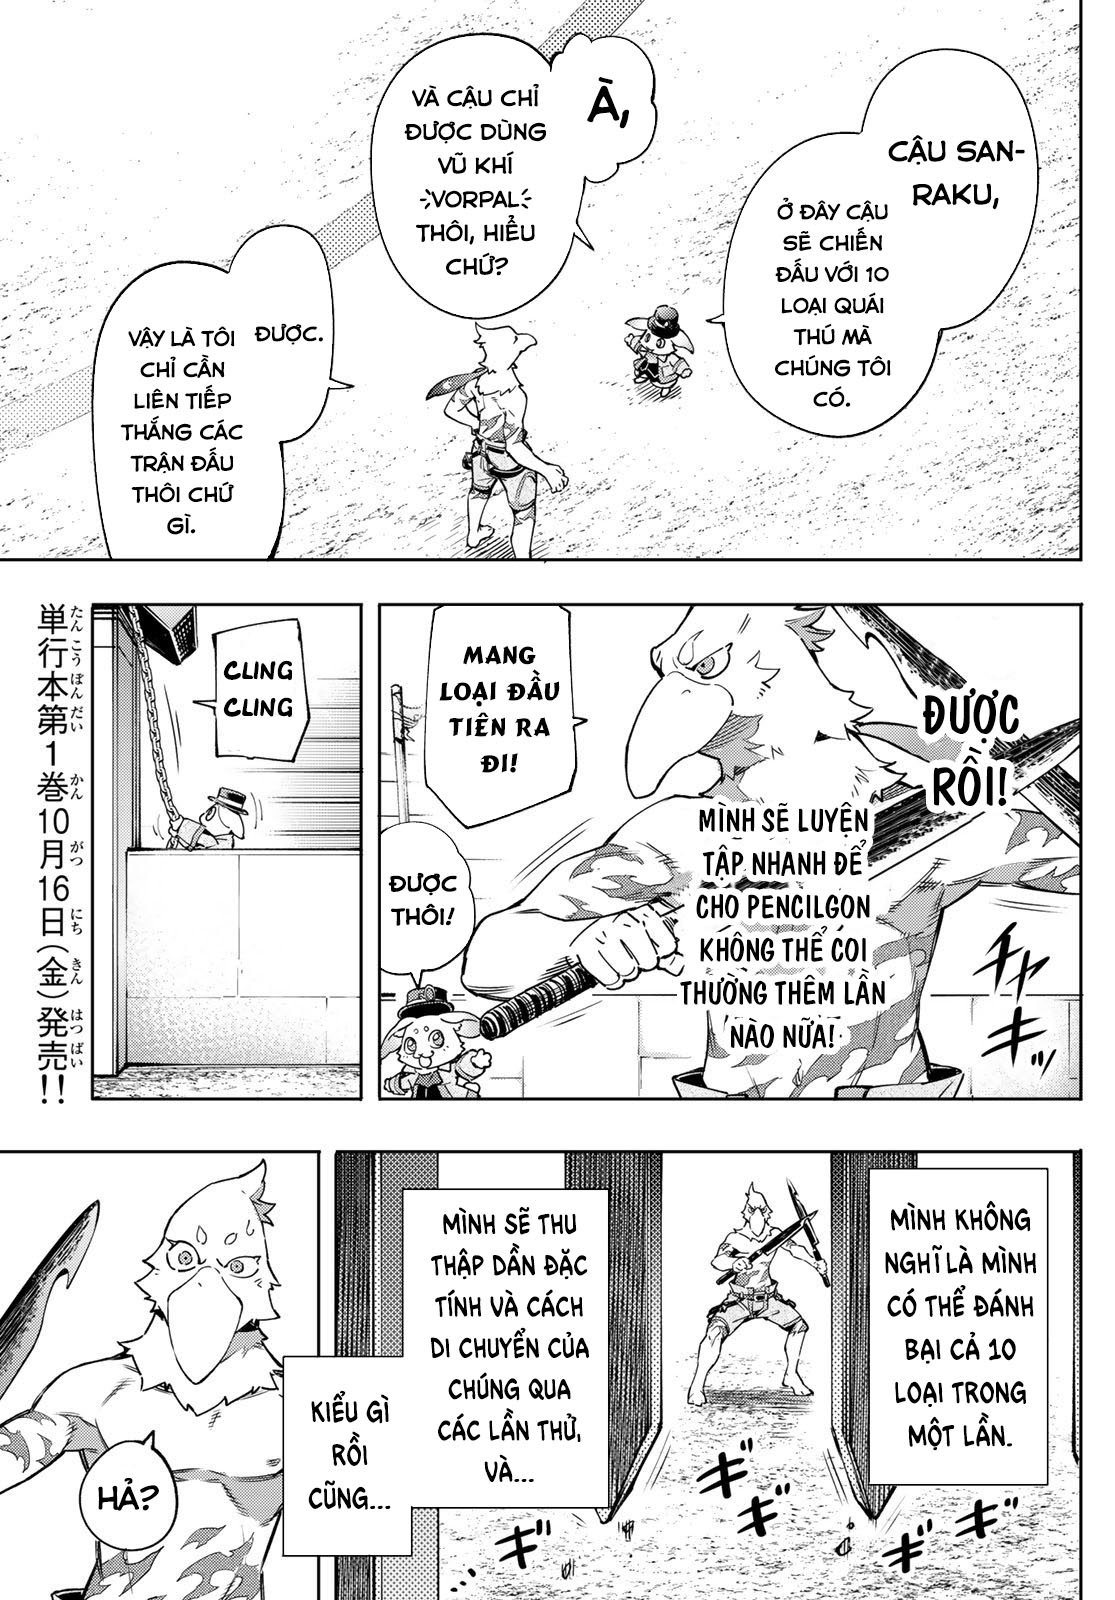 CẬU SAN-
RAKU,
Ở ĐÂY CẬU
SẼ CHIẾN
ĐẤU VỚI 10
LOẠI QUÁI
THÚ MÀ
CHÚNG TÔI
CÓ.
À,
VÀ CẬU CHỈ
ĐƯỢC DÙNG
VŨ KHÍ
VORPAL
THÔI, HIỂU
CHỨ?
ĐƯỢC.
VẬY LÀ TÔI
CHỈ CẦN
LIÊN TIẾP
THẮNG CÁC
TRẬN ĐẤU
THÔI CHỨ
GÌ.
ĐƯỢC
RỒI!
MÌNH SẼ LUYỆN
TẬP NHANH ĐỂ
CHO PENCILGON
KHÔNG THỂ COI
THƯỜNG THÊM LẦN
NÀO NỮA!
MANG
LOẠI ĐẦU
TIÊN RA
ĐI!
ĐƯỢC
THÔI!
キッ
CLING
CLING
単行本第1巻10月16日(金)発売!!
たんこうぼんだい かん がつ にち きん はつばい
MÌNH KHÔNG
NGHĨ LÀ MÌNH
CÓ THỂ ĐÁNH
BẠI CẢ 10
LOẠI TRONG
MỘT LẦN.
MÌNH SẼ THU
THẬP DẦN ĐẶC
TÍNH VÀ CÁCH
DI CHUYỂN CỦA
CHÚNG QUA
CÁC LẦN THỬ,
VÀ...
ギギギギ...
KIỂU GÌ
RỒI
CŨNG...
HẢ?